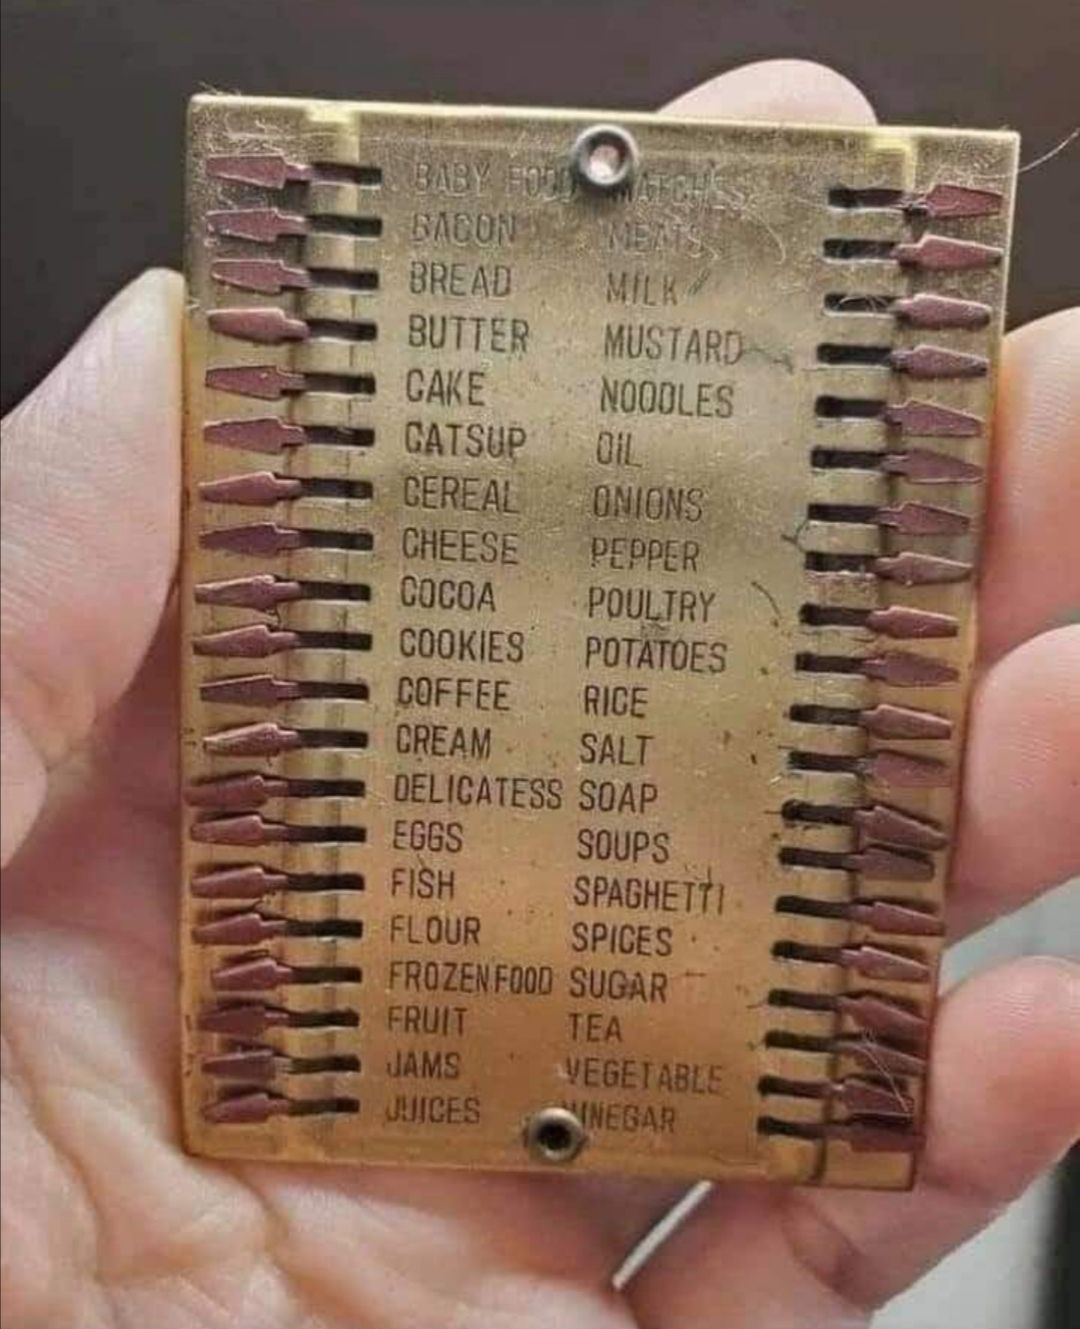 BABY FOOD MATCHES
BACON MEATS
BREAD MILK
BUTTER MUSTARD
CAKE NOODLES
CATSUP OIL
CEREAL ONIONS
CHEESE PEPPER
COCOA POULTRY
COOKIES POTATOES
COFFEE RICE
CREAM SALT
DELICATESS SOAP
EGGS SOUPS
FISH SPAGHETTI
FLOUR SPICES
FROZEN FOOD SUGAR
FRUIT TEA
JAMS VEGETABLE
JUICES VINEGAR